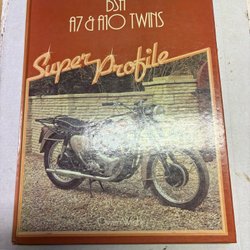 BSA
A7 & A10 TWINS
Super Profile